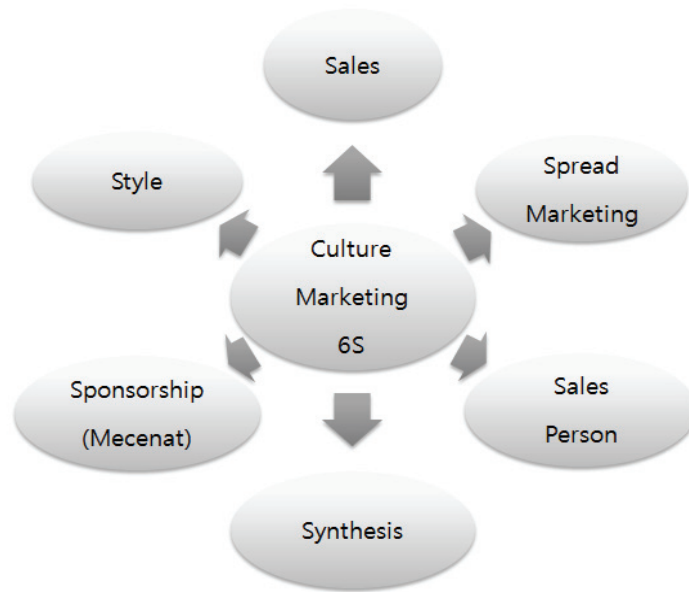 Sales
Style
Spread
Marketing
Culture
Marketing
6S
Sponsorship
(Mecenat)
Sales
Person
Synthesis